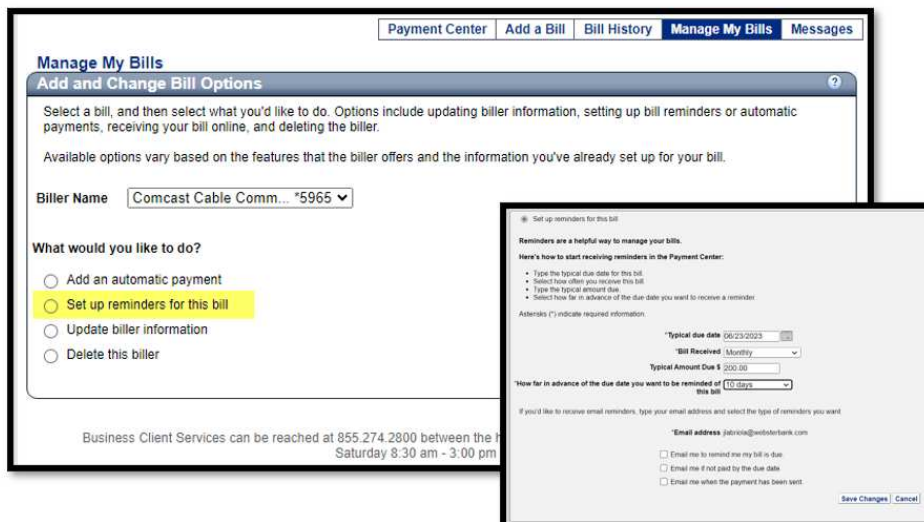 Payment Center Add a Bill Bill History Manage My Bills Messages
Manage My Bills
Add and Change Bill Options
?
Select a bill, and then select what you'd like to do. Options include updating biller information, setting up bill reminders or automatic
payments, receiving your bill online, and deleting the biller.
Available options vary based on the features that the biller offers and the information you've already set up for your bill.
Biller Name Comcast Cable Comm... *5965
What would you like to do?
Add an automatic payment
Set up reminders for this bill
Update biller information
Delete this biller
Business Client Services can be reached at 855.274.2800 between the
Saturday 8:30 am - 3:00 pm
Set up reminders for this bill
Reminders are a helpful way to manage your bills.
Here's how to start receiving reminders in the Payment Center:
• Type the typical due date for this bill.
• Select how often you receive this bill.
• Type the typical amount due.
• Select how far in advance of the due date you want to receive a reminder.
Asterisks (*) indicate required information.
*Typical due date 06/23/2023
*Bill Received Monthly
Typical Amount Due $ 200.00
*How far in advance of the due date you want to be reminded of 10 days
this bill
If you'd like to receive email reminders, type your email address and select the type of reminders you want
*Email address jlabriola@websterbank.com
Email me to remind me my bill is due.
Email me if not paid by the due date
Email me when the payment has been sent.
Save Changes Cancel